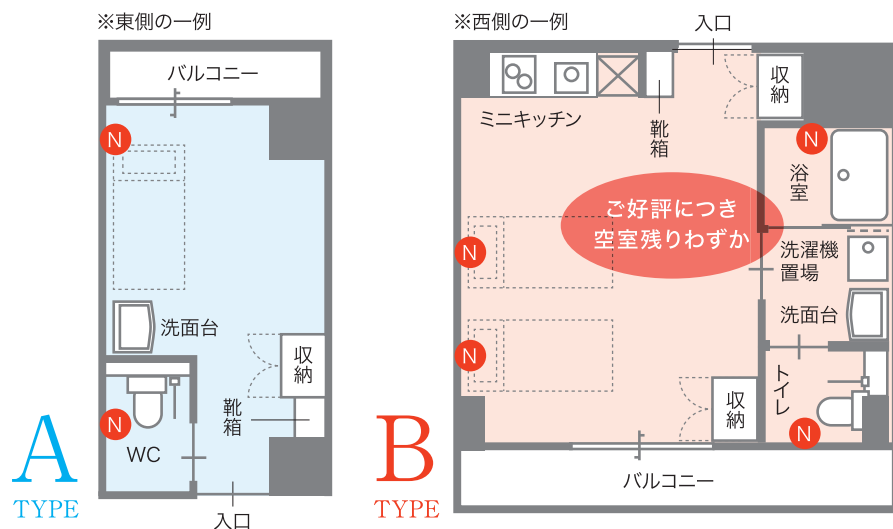 ※東側の一例
バルコニー
N
洗面台
収納
靴箱
N
WC
入口
A
TYPE
※西側の一例
入口
収納
ミニキッチン
靴箱
N
浴室
ご好評につき
空室残りわずか
N
洗濯機
置場
洗面台
N
トイレ
収納
N
バルコニー
B
TYPE